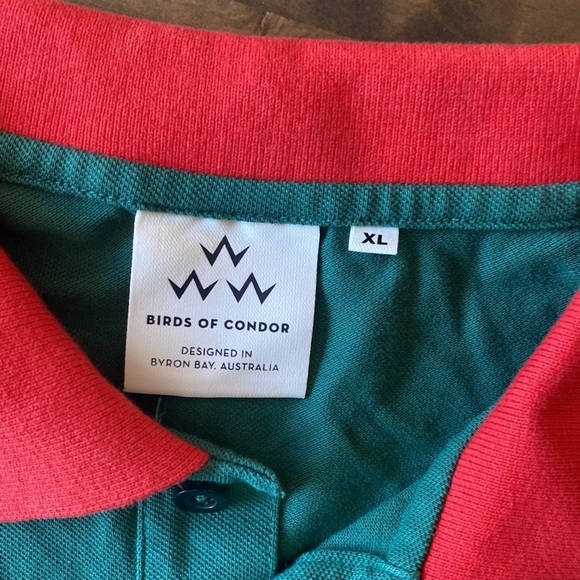 BIRDS OF CONDOR
DESIGNED IN
BYRON BAY, AUSTRALIA
XL